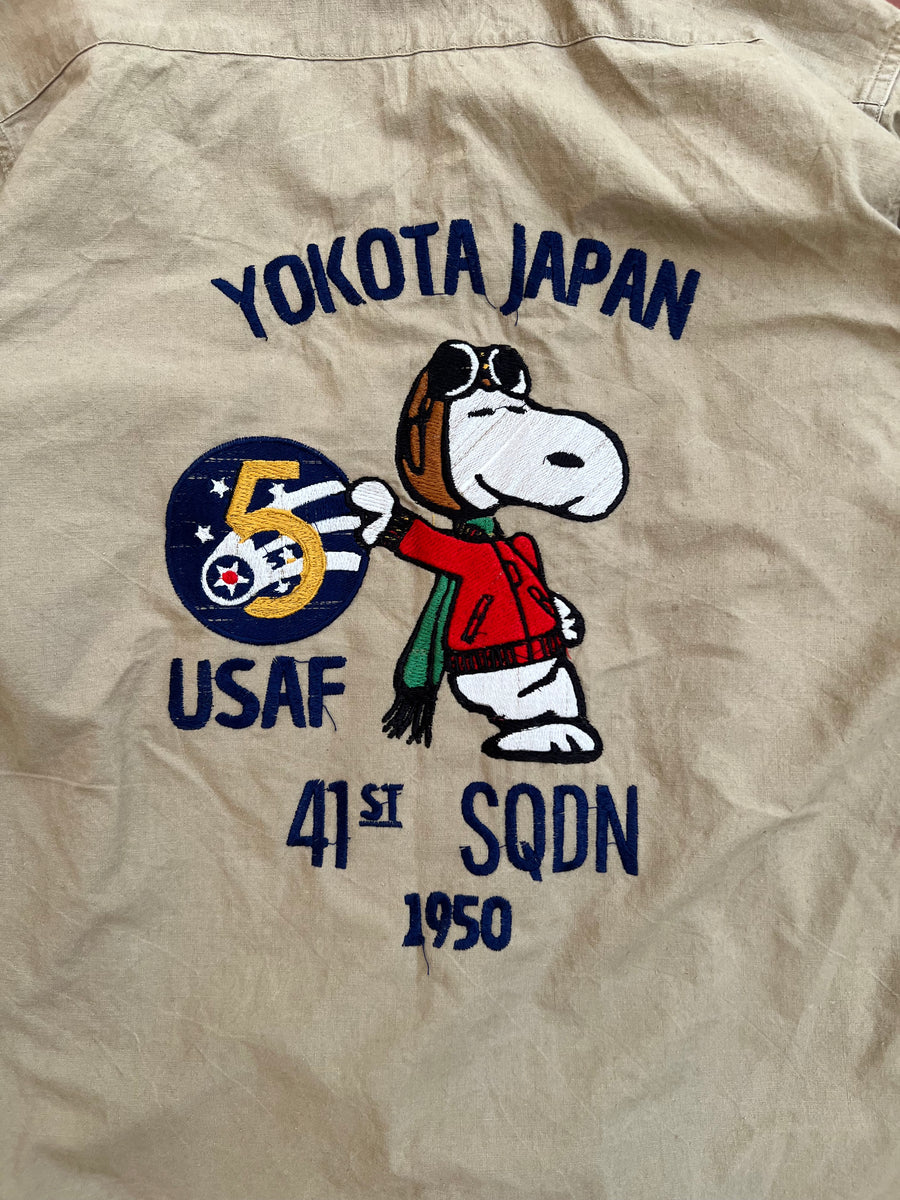 YOKOTA JAPAN
5
USAF
41ST SQDN
1950